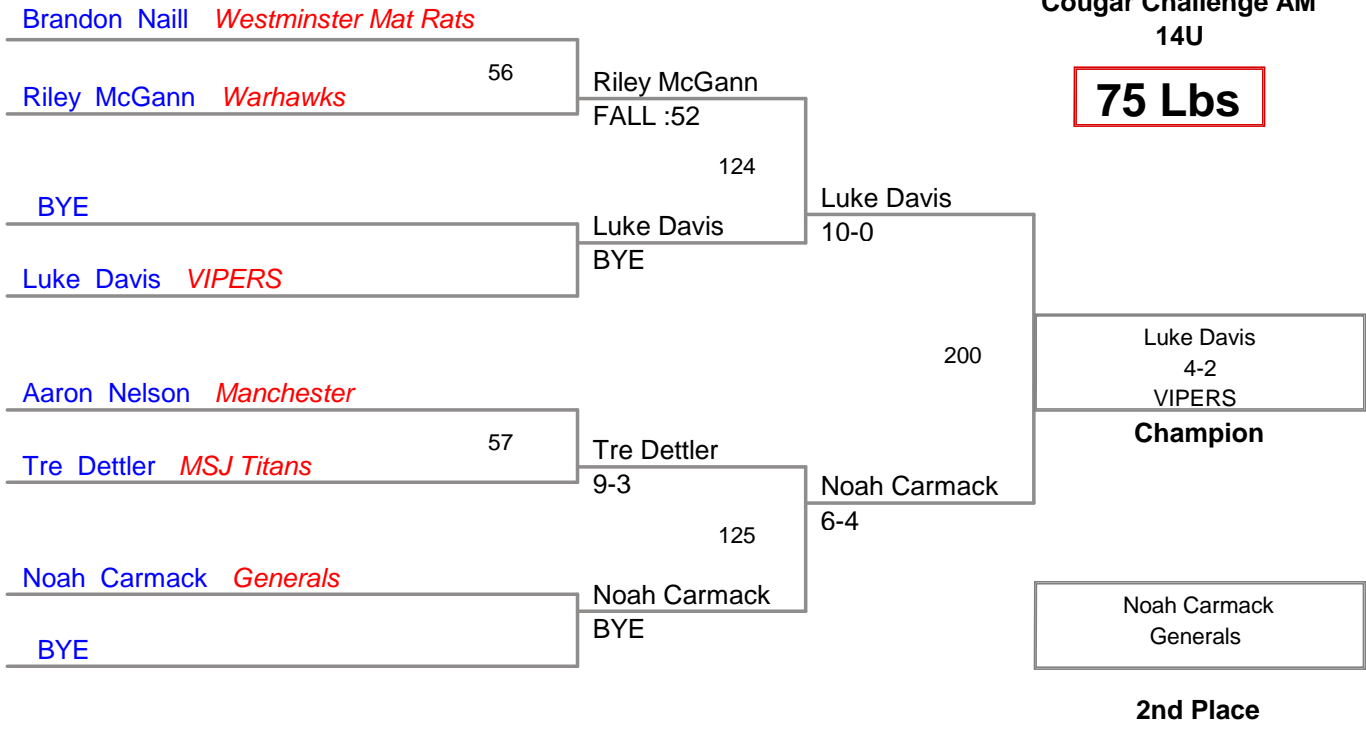 Cougar Challenge AM
14U
75 Lbs
Brandon Naill Westminster Mat Rats
56
Riley McGann Warhawks
Riley McGann
FALL :52
124
BYE
Luke Davis
BYE
Luke Davis VIPERS
Luke Davis
10-0
200
Aaron Nelson Manchester
57
Tre Dettler MSJ Titans
Tre Dettler
9-3
125
Noah Carmack Generals
Noah Carmack
BYE
BYE
Noah Carmack
6-4
Luke Davis
4-2
VIPERS
Champion
Noah Carmack
Generals
2nd Place